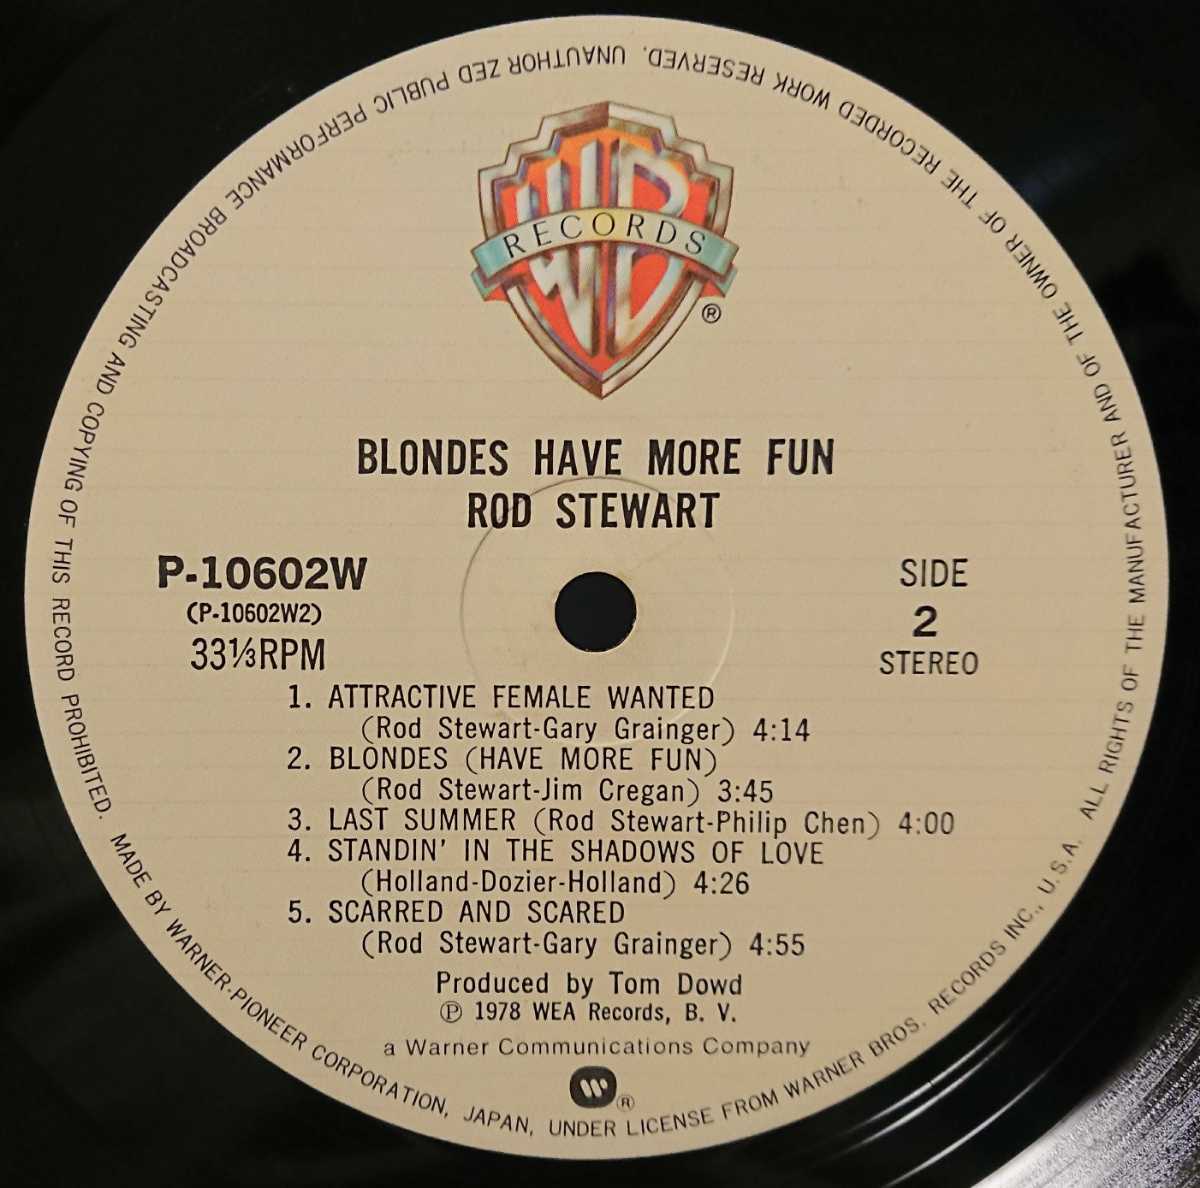 WB
RECORDS
®
BLONDES HAVE MORE FUN
ROD STEWART
P-10602W
(P-10602W2)
33⅓RPM
SIDE
2
STEREO
1. ATTRACTIVE FEMALE WANTED
(Rod Stewart-Gary Grainger) 4:14
2. BLONDES (HAVE MORE FUN)
(Rod Stewart-Jim Cregan) 3:45
3. LAST SUMMER (Rod Stewart-Philip Chen) 4:00
4. STANDIN' IN THE SHADOWS OF LOVE
(Holland-Dozier-Holland) 4:26
5. SCARRED AND SCARED
(Rod Stewart-Gary Grainger) 4:55
Produced by Tom Dowd
Ⓟ 1978 WEA Records, B. V.
a Warner Communications Company
W®
MADE BY WARNER-PIONEER CORPORATION, JAPAN, UNDER LICENSE FROM WARNER BROS. RECORDS INC., U.S.A. ALL RIGHTS OF THE MANUFACTURER AND OF THE OWNER OF THE RECORDED WORK RESERVED. UNAUTHOR ZED PUBLIC PERFORMANCE BROADCASTING AND COPYING OF THIS RECORD PROHIBITED.